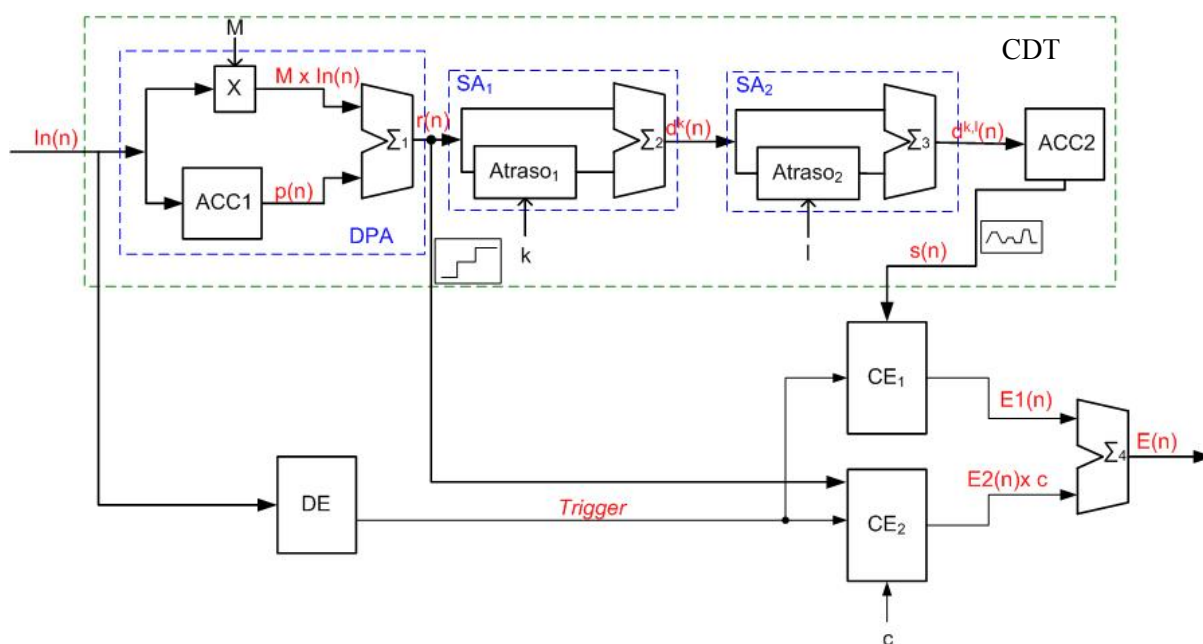 M
CDT
X
M x In(n)
SA₁
SA₂
In(n)
r(n)
Σ₁
Σ₂
dᵏ(n)
Σ₃
dᵏ,ˡ(n)
ACC2
Atraso₁
Atraso₂
ACC1
p(n)
DPA
k
l
s(n)
CE₁
E1(n)
Σ₄
E(n)
DE
Trigger
CE₂
E2(n)x c
c